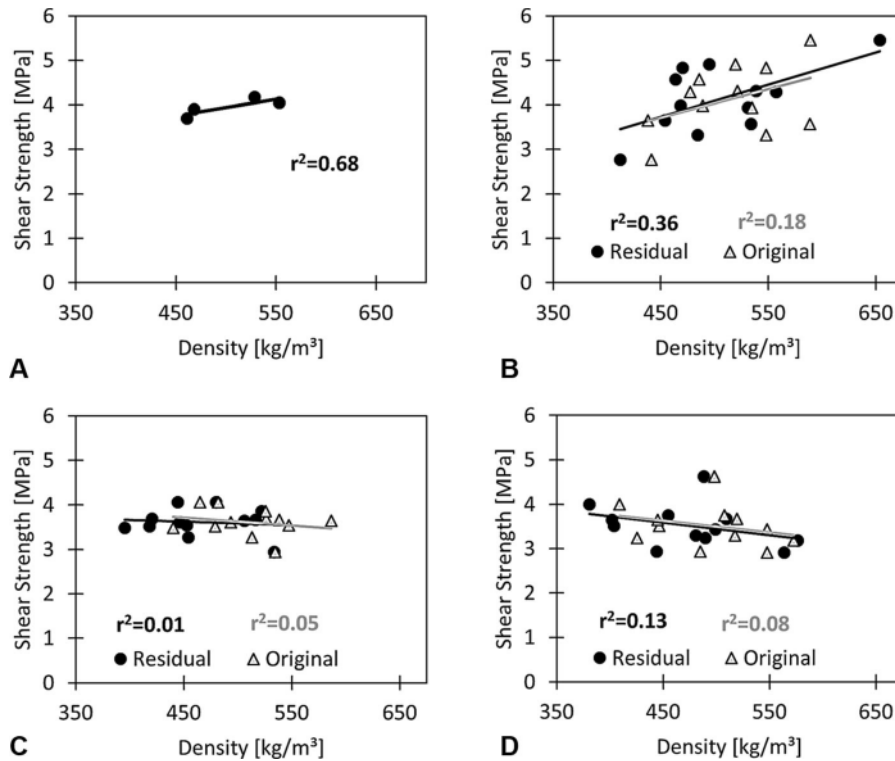 6
5
4
3
2
1
0
Shear Strength [MPa]
r²=0.68
350 450 550 650
Density [kg/m³]
A
6
5
4
3
2
1
0
Shear Strength [MPa]
r²=0.36 r²=0.18
Residual Original
350 450 550 650
Density [kg/m³]
B
6
5
4
3
2
1
0
Shear Strength [MPa]
r²=0.01 r²=0.05
Residual Original
350 450 550 650
Density [kg/m³]
C
6
5
4
3
2
1
0
Shear Strength [MPa]
r²=0.13 r²=0.08
Residual Original
350 450 550 650
Density [kg/m³]
D